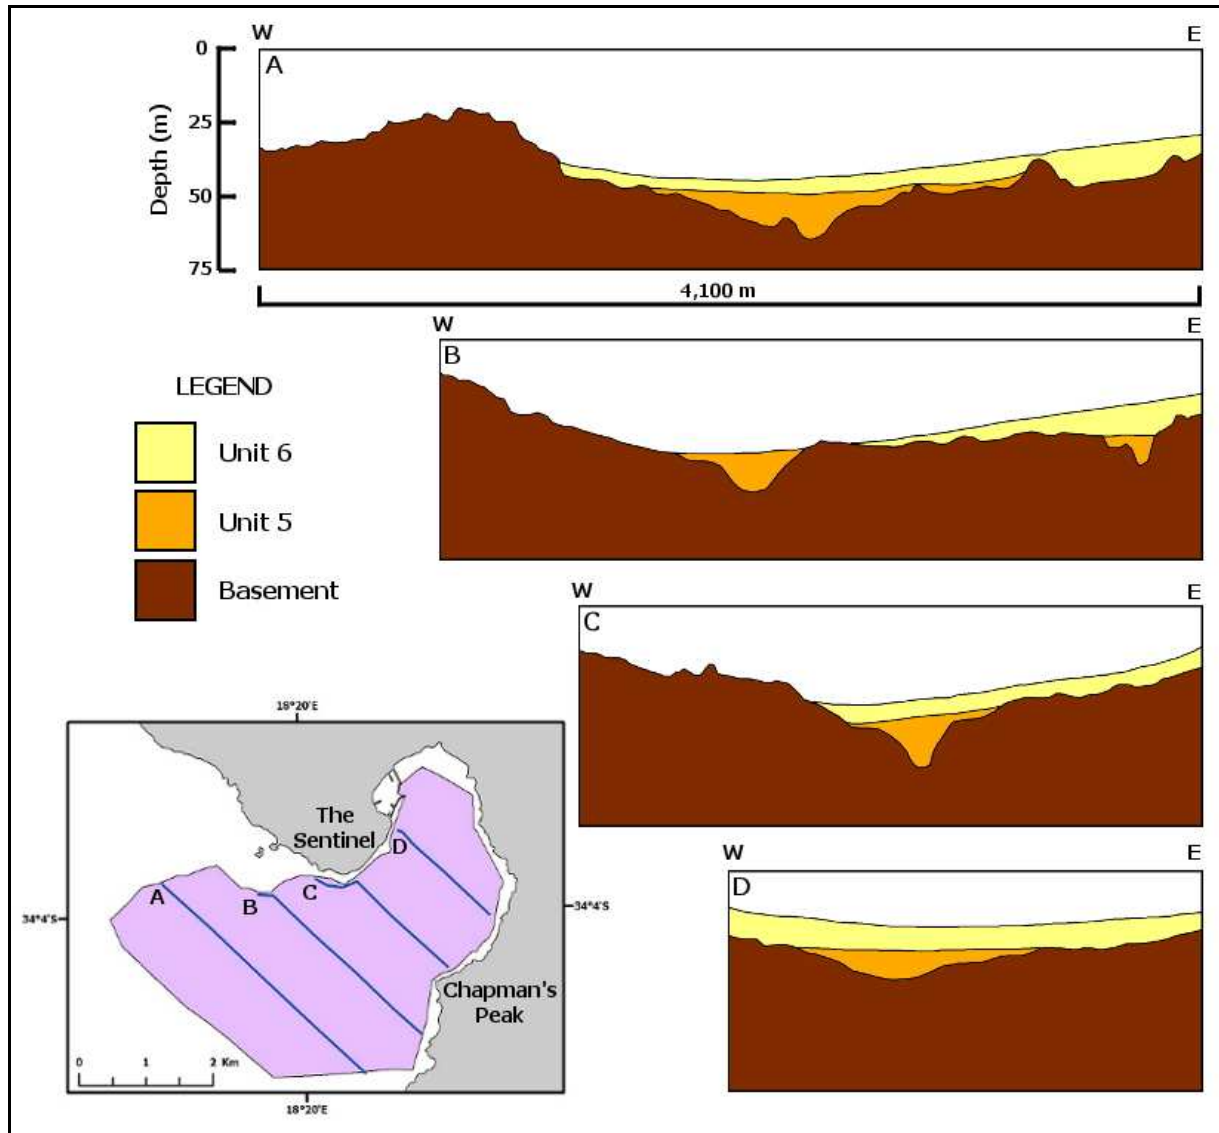 W E
0
A
25
Depth (m)
50
75
4,100 m
W E
B
LEGEND
Unit 6
Unit 5
Basement
W E
C
18°20'E
The
Sentinel
D
W E
D
C
A
B
34°4'S
34°4'S
Chapman's
Peak
0 1 2 Km
18°20'E